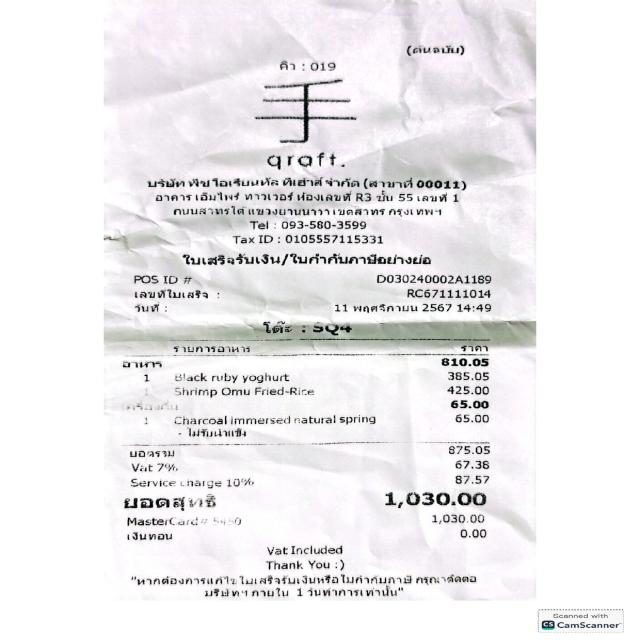 (ต้นฉบับ)
คิว : 019
手
qraft.
บริษัท พีช โอเรียนทัล ทีเฮ้าส์ จำกัด (สาขาที่ 00011)
อาคาร เอ็มไพร์ ทาวเวอร์ ห้องเลขที่ R3 ชั้น 55 เลขที่ 1
ถนนสาทรใต้ แขวงยานนาวา เขตสาทร กรุงเทพฯ
Tel : 093-580-3599
Tax ID : 0105557115331
ใบเสร็จรับเงิน/ใบกำกับภาษีอย่างย่อ
POS ID # D030240002A1189
เลขที่ใบเสร็จ : RC671111014
วันที่ : 11 พฤศจิกายน 2567 14:49
โต๊ะ : SQ4
รายการอาหาร ราคา
อาหาร 810.05
1 Black ruby yoghurt 385.05
1 Shrimp Omu Fried-Rice 425.00
เครื่องดื่ม 65.00
1 Charcoal immersed natural spring 65.00
- ไม่รับน้ำแข็ง
ยอดรวม 875.05
Vat 7% 67.38
Service charge 10% 87.57
ยอดสุทธิ 1,030.00
MasterCard # 5450 1,030.00
เงินทอน 0.00
Vat Included
Thank You :)
"หากต้องการแก้ไขใบเสร็จรับเงินหรือใบกำกับภาษี กรุณาติดต่อ
บริษัทฯ ภายใน 1 วันทำการเท่านั้น"
Scanned with
CS CamScanner